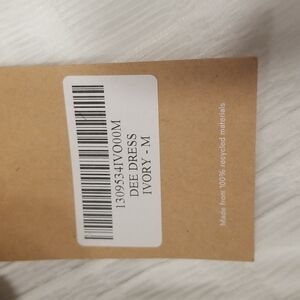 1309534IVO00M
DEE DRESS
IVORY - M
Made from 100% recycled materials